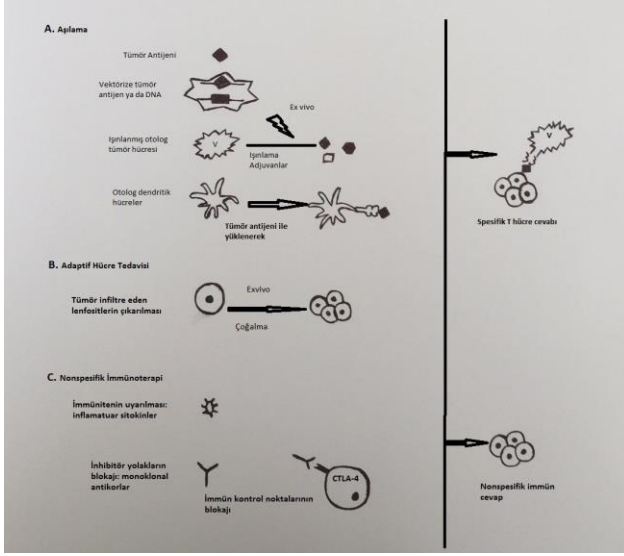 A. Aşılama
Tümör Antijeni
Vektörize tümör
antijen ya da DNA
Ex vivo
Işınlanmış otolog
tümör hücresi
V
Işınlama
Adjuvanlar
Otolog dendritik
hücreler
Tümör antijeni ile
yüklenerek
V
Spesifik T hücre cevabı
B. Adaptif Hücre Tedavisi
Tümör infiltre eden
lenfositlerin çıkarılması
Exvivo
Çoğalma
C. Nonspesifik İmmünoterapi
İmmünitenin uyarılması:
inflamatuar sitokinler
İnhibitör yolakların
blokajı: monoklonal
antikorlar
İmmün kontrol noktalarının
blokajı
CTLA-4
Nonspesifik immün
cevap